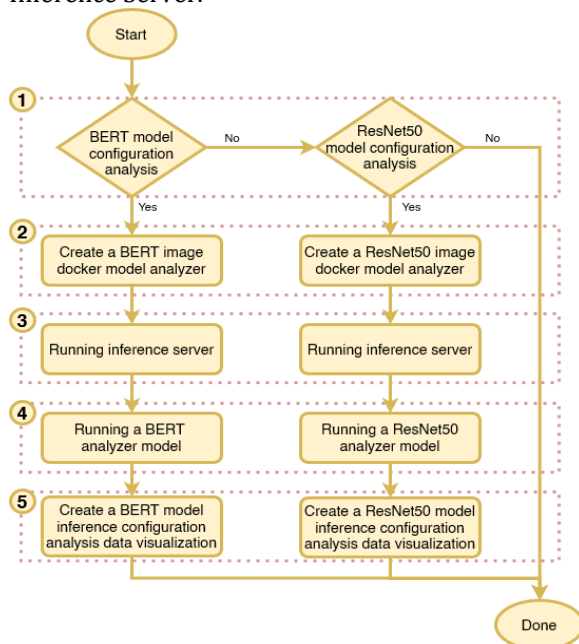 inference server.
Start
1
BERT model
configuration
analysis
No
ResNet50
model configuration
analysis
No
Yes
Yes
2
Create a BERT image
docker model analyzer
Create a ResNet50 image
docker model analyzer
3
Running inference server
Running inference server
4
Running a BERT
analyzer model
Running a ResNet50
analyzer model
5
Create a BERT model
inference configuration
analysis data visualization
Create a ResNet50 model
inference configuration
analysis data visualization
Done